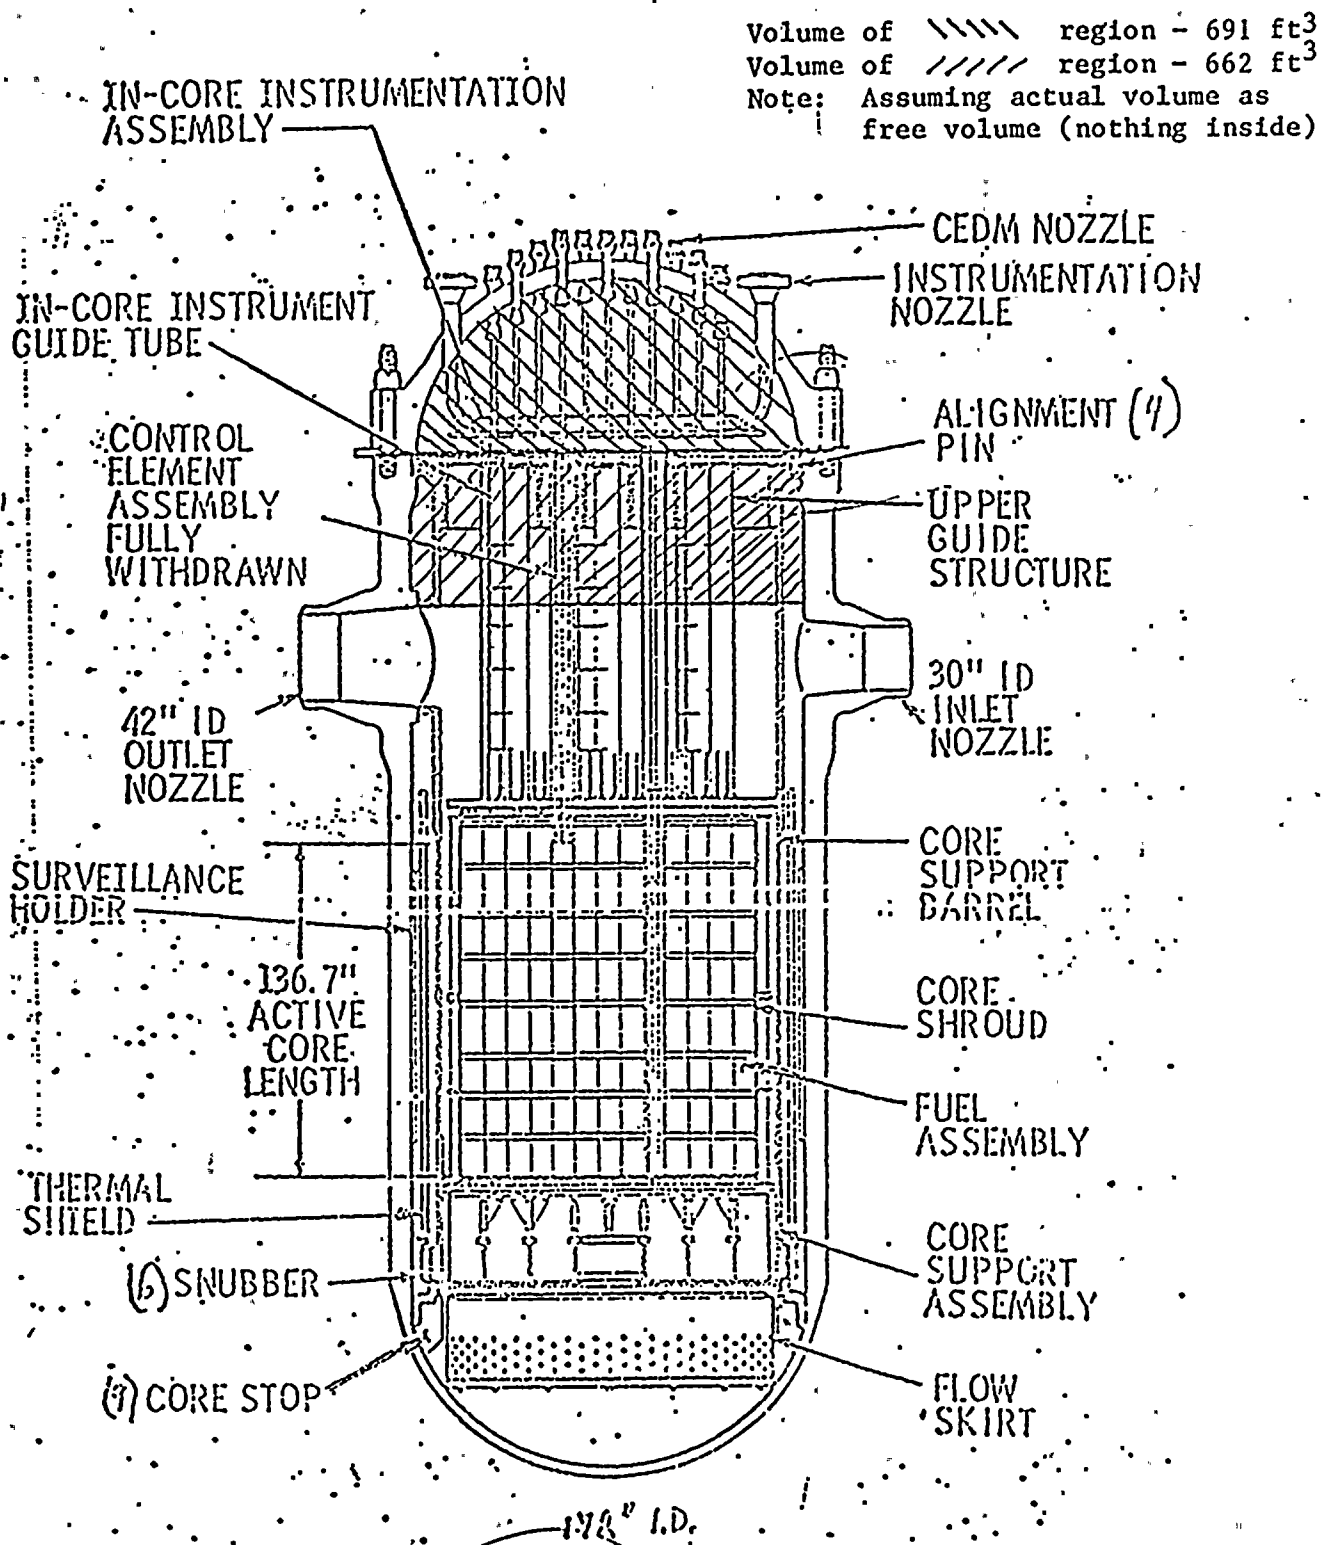 Volume of \\\\\ region - 691 ft3
Volume of ///// region - 662 ft3
Note: Assuming actual volume as
free volume (nothing inside)
IN-CORE INSTRUMENTATION
ASSEMBLY
CEDM NOZZLE
INSTRUMENTATION
NOZZLE
IN-CORE INSTRUMENT
GUIDE TUBE
ALIGNMENT
PIN
CONTROL
ELEMENT
ASSEMBLY
FULLY
WITHDRAWN
UPPER
GUIDE
STRUCTURE
42" ID
OUTLET
NOZZLE
30" ID
INLET
NOZZLE
SURVEILLANCE
HOLDER
CORE
SUPPORT
BARREL
136.7"
ACTIVE
CORE
LENGTH
CORE
SHROUD
FUEL
ASSEMBLY
THERMAL
SHIELD
(6) SNUBBER
CORE
SUPPORT
ASSEMBLY
CORE STOP
FLOW
SKIRT
I.D.